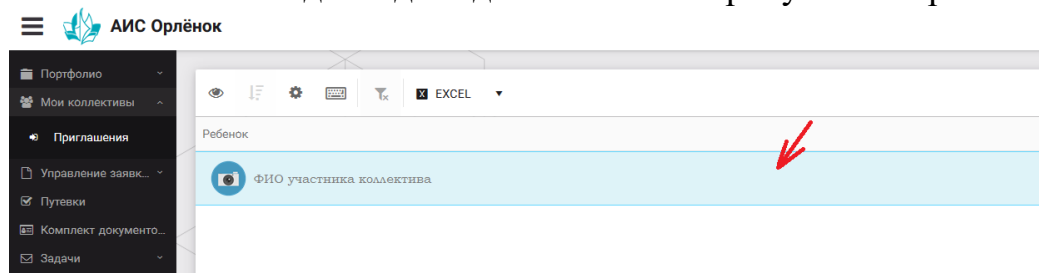 АИС Орлёнок
Портфолио
Мои коллективы
Приглашения
Управление заявк...
Путевки
Комплект документо...
Задачи
EXCEL
Ребенок
ФИО участника коллектива